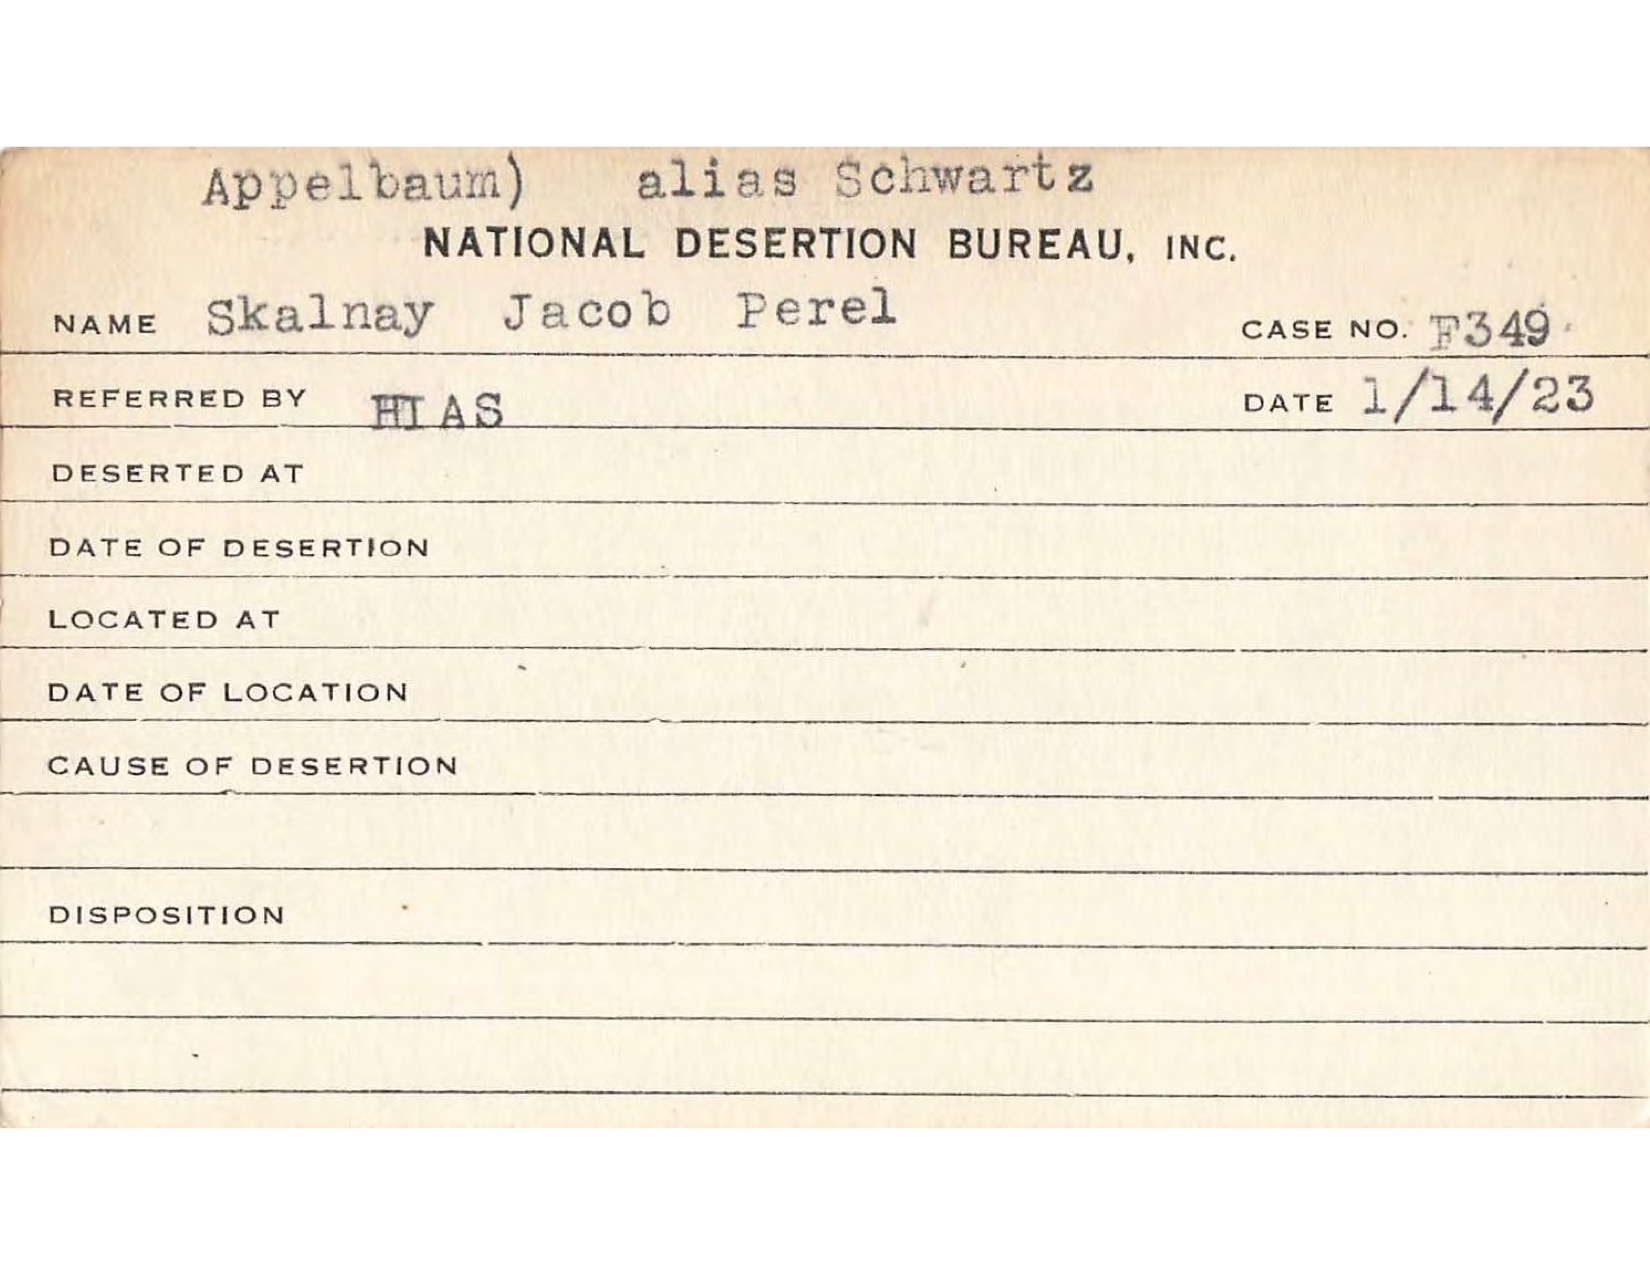 Appelbaum) alias Schwartz
NATIONAL DESERTION BUREAU, INC.
NAME Skalnay Jacob Perel CASE NO. F349
REFERRED BY HIAS DATE 1/14/23
DESERTED AT
DATE OF DESERTION
LOCATED AT
DATE OF LOCATION
CAUSE OF DESERTION
DISPOSITION